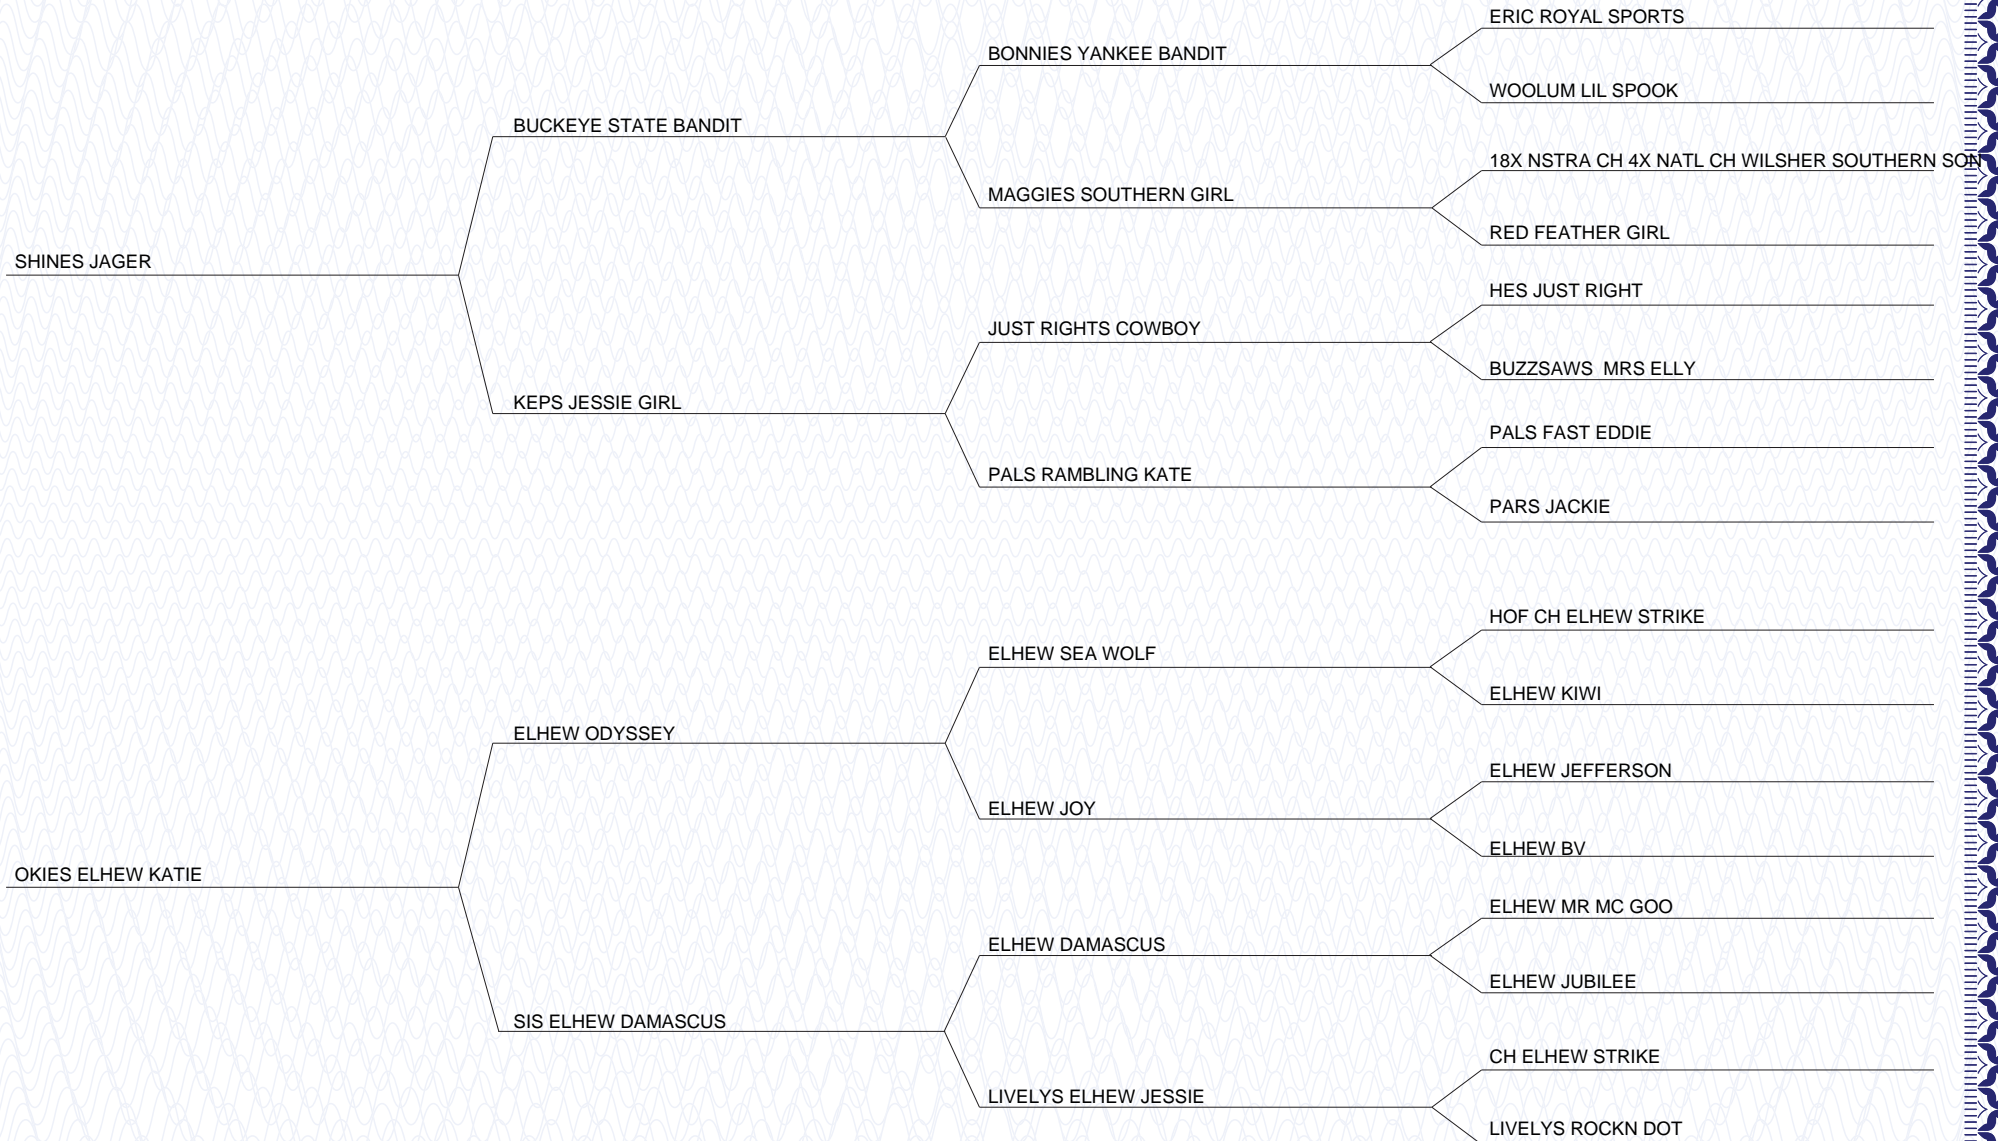 ERIC ROYAL SPORTS
BONNIES YANKEE BANDIT
WOOLUM LIL SPOOK
BUCKEYE STATE BANDIT
18X NSTRA CH 4X NATL CH WILSHER SOUTHERN SON
MAGGIES SOUTHERN GIRL
RED FEATHER GIRL
SHINES JAGER
HES JUST RIGHT
JUST RIGHTS COWBOY
BUZZSAWS  MRS ELLY
KEPS JESSIE GIRL
PALS FAST EDDIE
PALS RAMBLING KATE
PARS JACKIE
HOF CH ELHEW STRIKE
ELHEW SEA WOLF
ELHEW KIWI
ELHEW ODYSSEY
ELHEW JEFFERSON
ELHEW JOY
ELHEW BV
OKIES ELHEW KATIE
ELHEW MR MC GOO
ELHEW DAMASCUS
ELHEW JUBILEE
SIS ELHEW DAMASCUS
CH ELHEW STRIKE
LIVELYS ELHEW JESSIE
LIVELYS ROCKN DOT